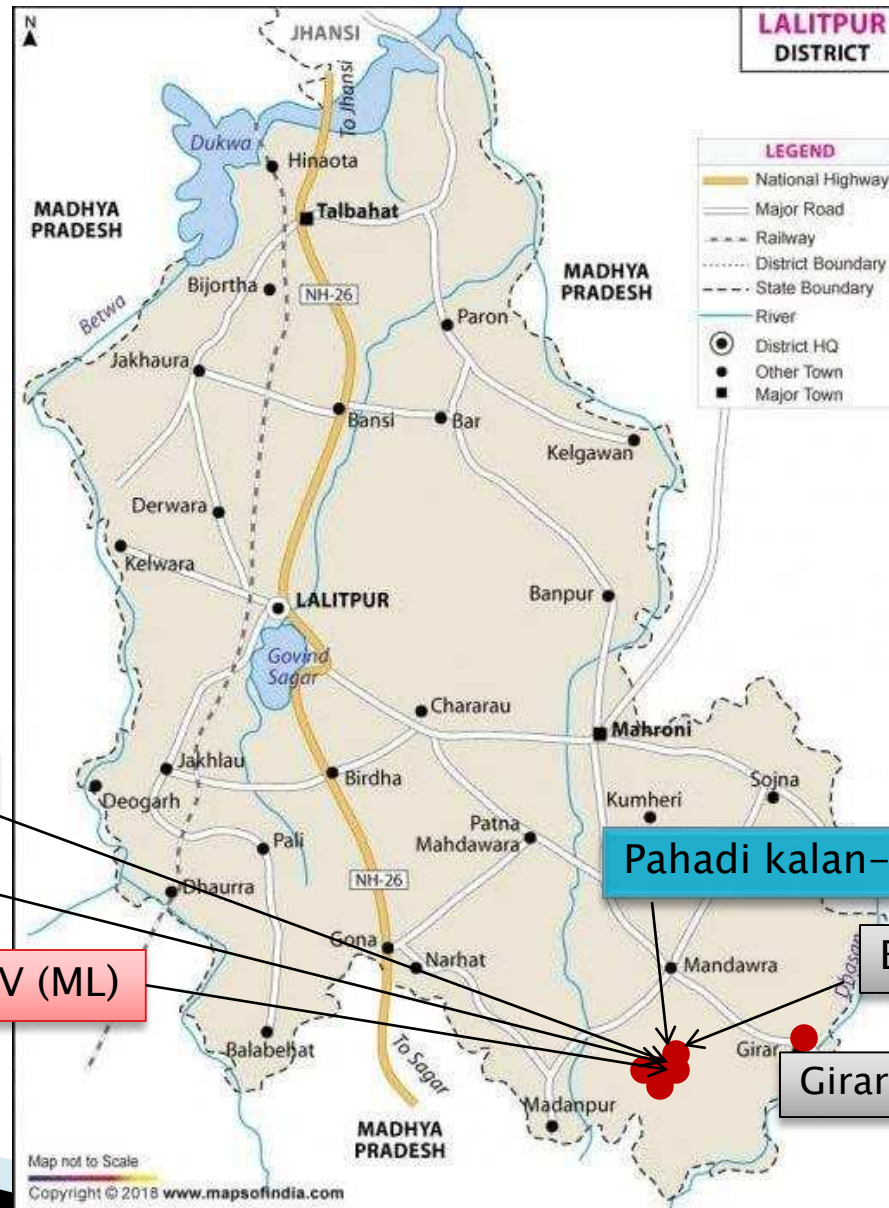 N
JHANSI
LALITPUR
DISTRICT
To Jhansi
Dukwa
Hinaota
LEGEND
National Highway
Major Road
Railway
District Boundary
State Boundary
River
District HQ
Other Town
Major Town
MADHYA
PRADESH
Talbahat
MADHYA
PRADESH
Bijortha
NH-26
Betwa
Paron
Jakhaura
Bansi
Bar
Kelgawan
Derwara
Kelwara
LALITPUR
Banpur
Govind
Sagar
Chararau
Mahroni
Jakhlau
Birdha
Deogarh
Kumheri
Sojna
Patna
Mahdawara
Pali
Pahadi kalan-
Dhaurra
NH-26
Gona
Narhat
Mandawra
Dhasan
V (ML)
Balabehat
To Sagar
Girar
Girar
Madanpur
MADHYA
PRADESH
Map not to Scale
Copyright © 2018 www.mapsofindia.com